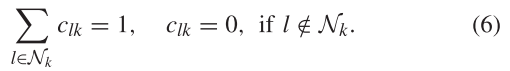 ∑_{l∈𝒩_k} c_{lk} = 1, c_{lk} = 0, if l ∉ 𝒩_k. (6)